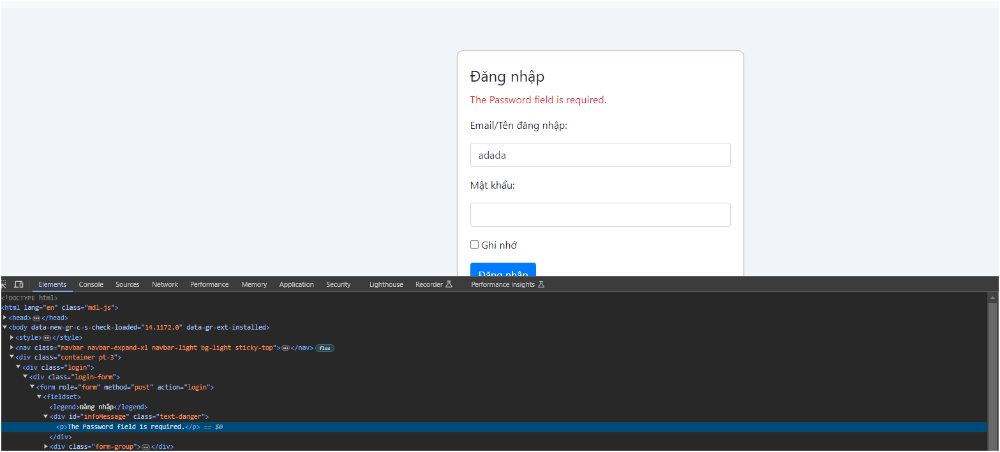 Đăng nhập
The Password field is required.
Email/Tên đăng nhập:
adada
Mật khẩu:
Ghi nhớ
Đăng nhập
Elements Console Sources Network Performance Memory Application Security Lighthouse Recorder Performance insights
<!DOCTYPE html>
<html lang="en" class="mdl-js">
<head>…</head>
<body data-new-gr-c-s-check-loaded="14.1172.0" data-gr-ext-installed>
<style>…</style>
<nav class="navbar navbar-expand-xl navbar-light bg-light sticky-top">…</nav> flex
<div class="container pt-3">
<div class="login">
<div class="login-form">
<form role="form" method="post" action="login">
<fieldset>
<legend>Đăng nhập</legend>
<div id="infoMessage" class="text-danger">
<p>The Password field is required.</p> == $0
</div>
<div class="form-group">…</div>